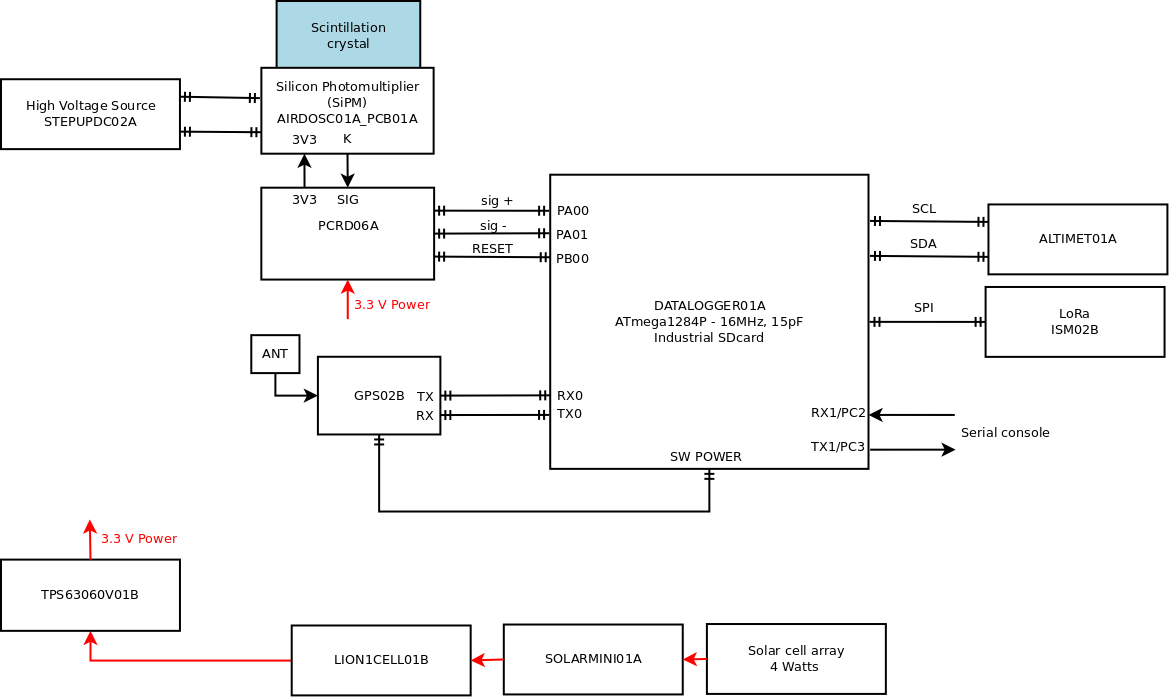 Scintillation
crystal
High Voltage Source
STEPUPDC02A
Silicon Photomultiplier
(SiPM)
AIRDOSC01A_PCB01A
3V3 K
3V3 SIG
PCRD06A
3.3 V Power
sig +
sig -
RESET
PA00
PA01
PB00
DATALOGGER01A
ATmega1284P - 16MHz, 15pF
Industrial SDcard
SCL
SDA
ALTIMET01A
SPI
LoRa
ISM02B
ANT
GPS02B
TX
RX
RX0
TX0
RX1/PC2
TX1/PC3
Serial console
SW POWER
3.3 V Power
TPS63060V01B
LION1CELL01B
SOLARMINI01A
Solar cell array
4 Watts